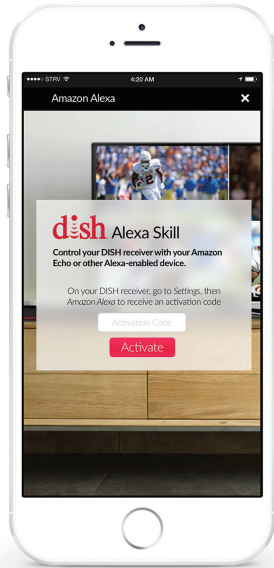 STRV 4:20 AM
Amazon Alexa ×
dish Alexa Skill
Control your DISH receiver with your Amazon
Echo or other Alexa-enabled device.
On your DISH receiver, go to Settings, then
Amazon Alexa to receive an activation code
Activation Code
Activate
2